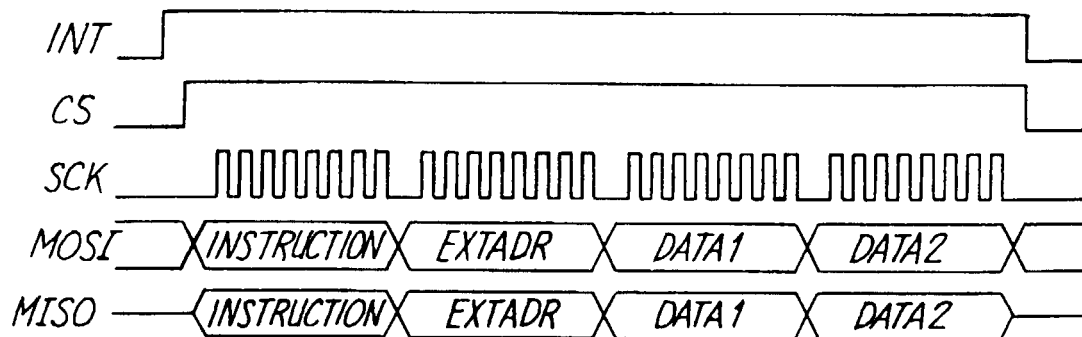 INT
CS
SCK
MOSI INSTRUCTION EXTADR DATA1 DATA2
MISO INSTRUCTION EXTADR DATA1 DATA2